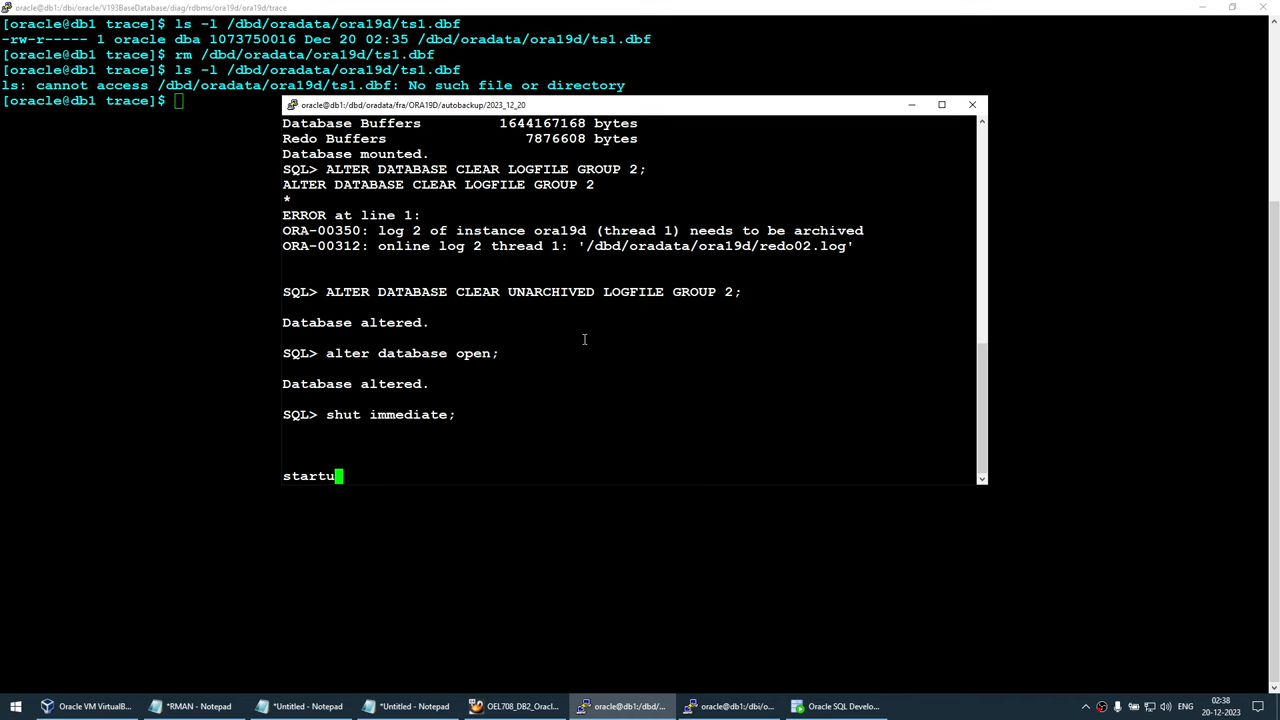 oracle@db1:/dbi/oracle/V193BaseDatabase/diag/rdbms/ora19d/ora19d/trace
[oracle@db1 trace]$ ls -l /dbd/oradata/ora19d/ts1.dbf
-rw-r----- 1 oracle dba 1073750016 Dec 20 02:35 /dbd/oradata/ora19d/ts1.dbf
[oracle@db1 trace]$ rm /dbd/oradata/ora19d/ts1.dbf
[oracle@db1 trace]$ ls -l /dbd/oradata/ora19d/ts1.dbf
ls: cannot access /dbd/oradata/ora19d/ts1.dbf: No such file or directory
[oracle@db1 trace]$
oracle@db1:/dbd/oradata/fra/ORA19D/autobackup/2023_12_20
Database Buffers 1644167168 bytes
Redo Buffers 7876608 bytes
Database mounted.
SQL> ALTER DATABASE CLEAR LOGFILE GROUP 2;
ALTER DATABASE CLEAR LOGFILE GROUP 2
*
ERROR at line 1:
ORA-00350: log 2 of instance ora19d (thread 1) needs to be archived
ORA-00312: online log 2 thread 1: '/dbd/oradata/ora19d/redo02.log'
SQL> ALTER DATABASE CLEAR UNARCHIVED LOGFILE GROUP 2;
Database altered.
SQL> alter database open;
Database altered.
SQL> shut immediate;
startu
Oracle VM VirtualB...
*RMAN - Notepad
*Untitled - Notepad
*Untitled - Notepad
OEL708_DB2_Oracl...
oracle@db1:/dbd/...
oracle@db1:/dbi/o...
Oracle SQL Develo...
ENG
02:38
20-12-2023